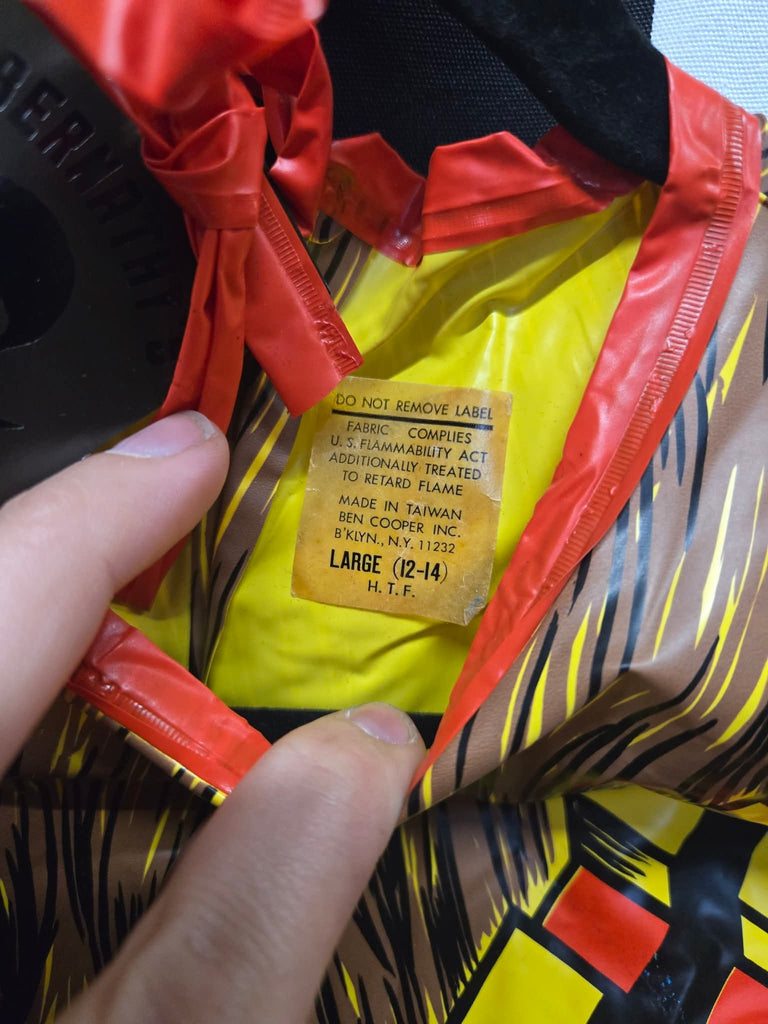 ABERNATHY
DO NOT REMOVE LABEL
FABRIC COMPLIES
U.S. FLAMMABILITY ACT
ADDITIONALLY TREATED
TO RETARD FLAME
MADE IN TAIWAN
BEN COOPER INC.
B'KLYN., N.Y. 11232
LARGE (12-14)
H.T.F.